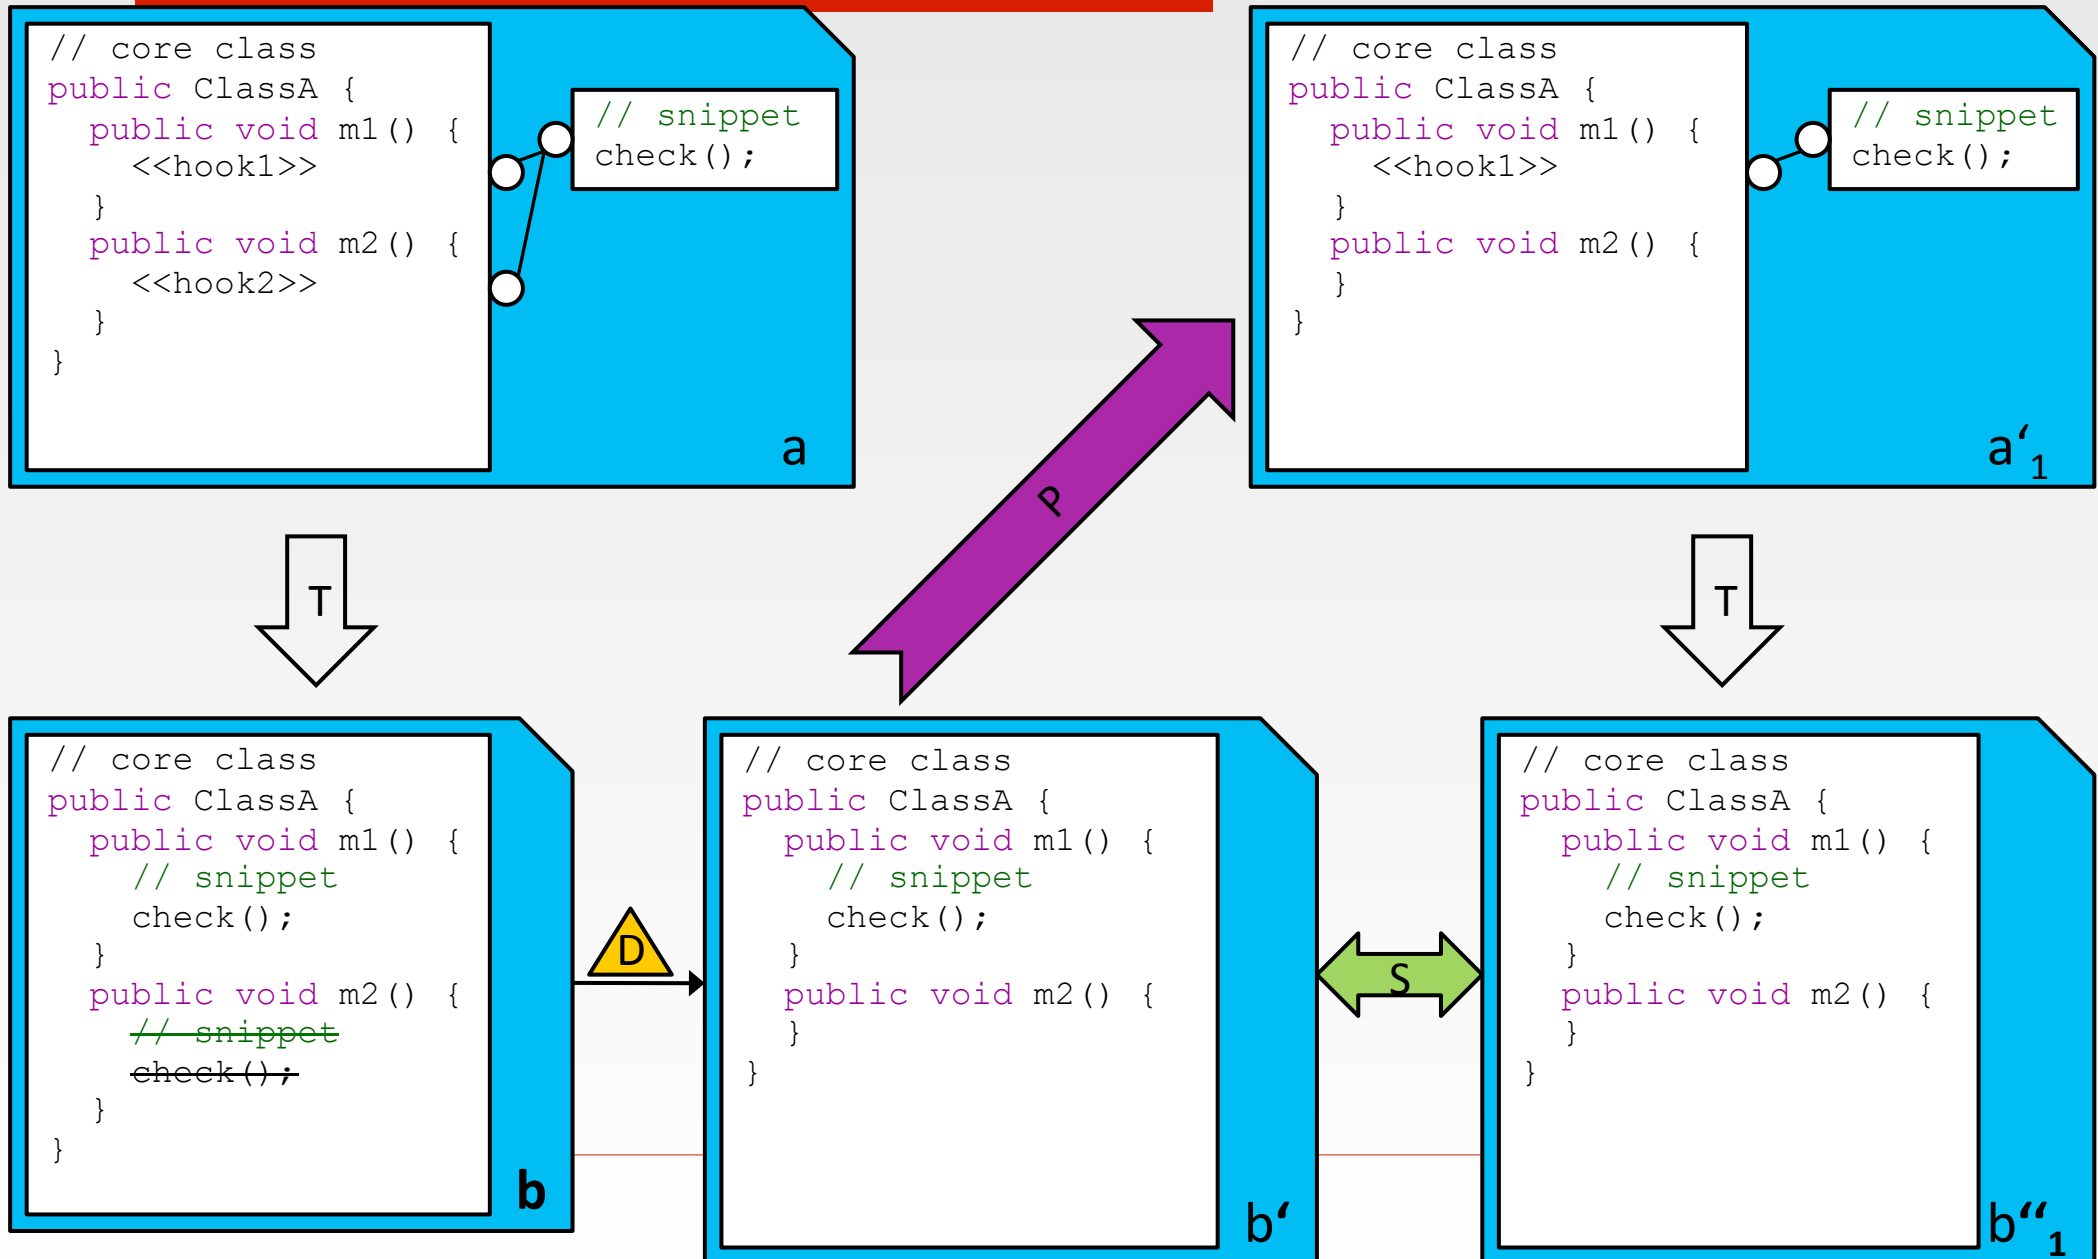 // core class
public ClassA {
  public void m1() {
    <<hook1>>
  }
  public void m2() {
    <<hook2>>
  }
}
// snippet
check();
a
// core class
public ClassA {
  public void m1() {
    <<hook1>>
  }
  public void m2() {
  }
}
// snippet
check();
a‘1
P
T
T
// core class
public ClassA {
  public void m1() {
    // snippet
    check();
  }
  public void m2() {
    // snippet
    check();
  }
}
b
D
// core class
public ClassA {
  public void m1() {
    // snippet
    check();
  }
  public void m2() {
  }
}
b‘
S
// core class
public ClassA {
  public void m1() {
    // snippet
    check();
  }
  public void m2() {
  }
}
b‘‘1